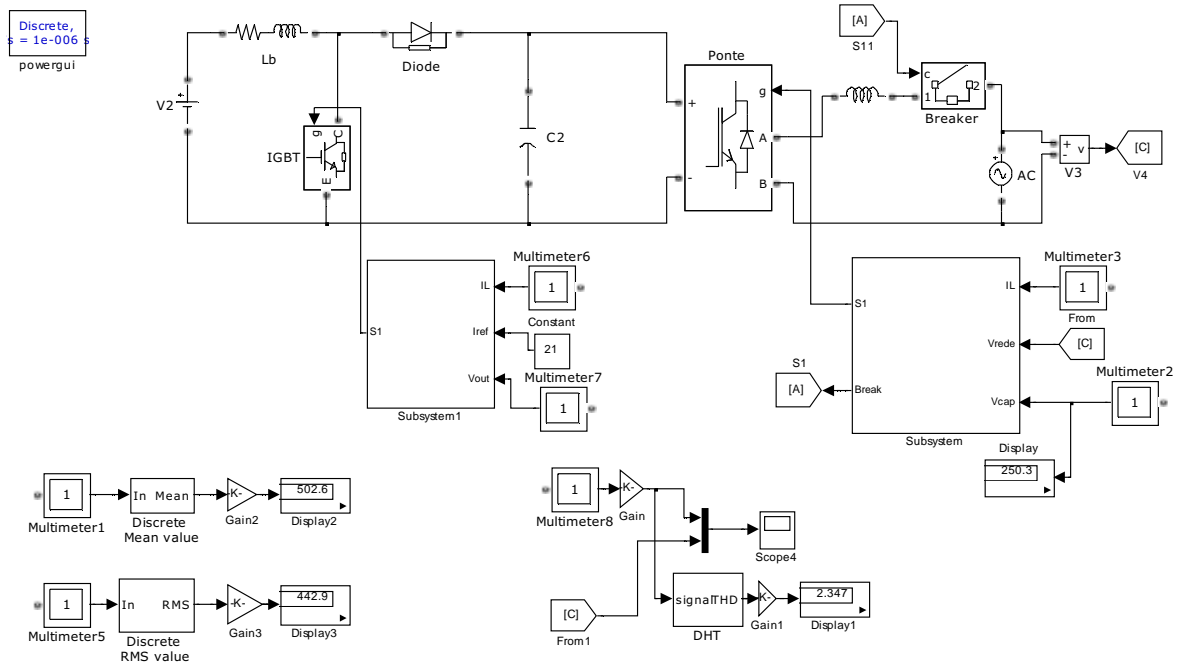 Discrete,
s = 1e-006 s
powergui
Lb
Diode
V2
+
IGBT
g
C
E
C2
Ponte
+
-
g
A
B
[A]
S11
c
1
2
Breaker
+
AC
+
-
v
V3
[C]
V4
Multimeter6
1
Constant
21
Multimeter7
1
IL
Iref
Vout
S1
Subsystem1
Multimeter3
1
From
[C]
Multimeter2
1
IL
Vrede
Vcap
S1
Break
Subsystem
S1
[A]
Display
250.3
1
Multimeter1
In Mean
Discrete
Mean value
-K-
Gain2
502.6
Display2
1
Multimeter5
In RMS
Discrete
RMS value
-K-
Gain3
442.9
Display3
1
Multimeter8
-K-
Gain
Scope4
[C]
From1
signalTHD
DHT
-K-
Gain1
2.347
Display1